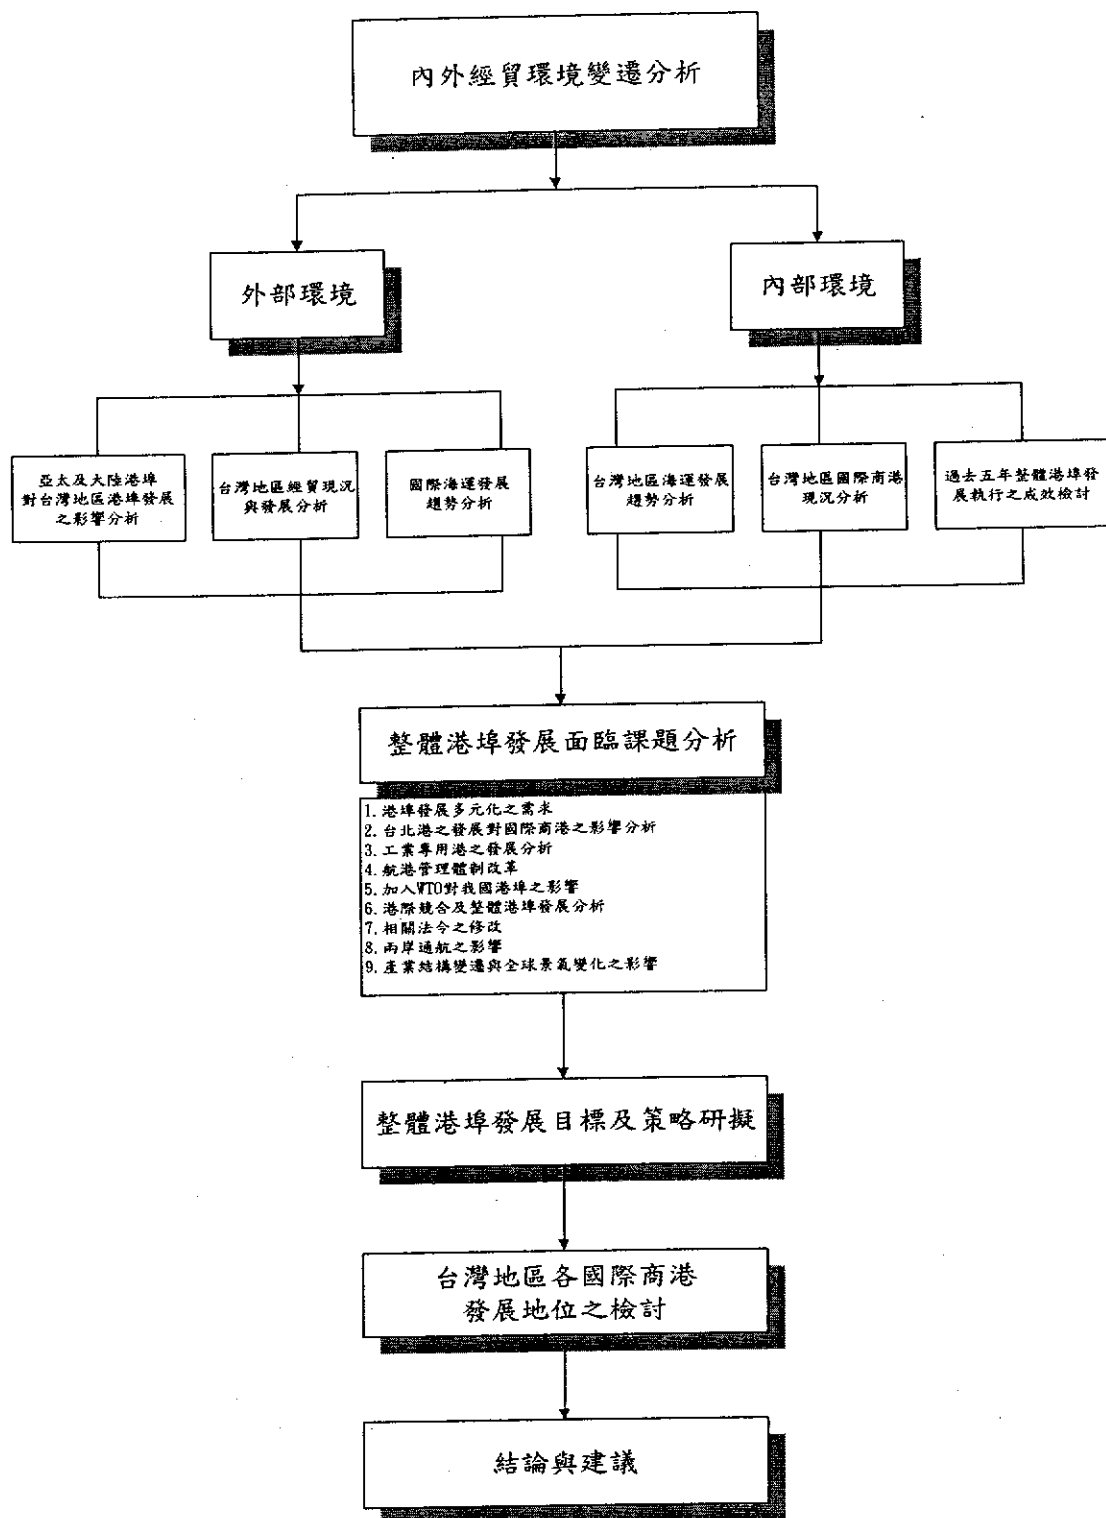 內外經貿環境變遷分析
外部環境
內部環境
亞太及大陸港埠
對台灣地區港埠發展
之影響分析
台灣地區經貿現況
與發展分析
國際海運發展
趨勢分析
台灣地區海運發展
趨勢分析
台灣地區國際商港
現況分析
過去五年整體港埠發
展執行之成效檢討
整體港埠發展面臨課題分析
1. 港埠發展多元化之需求
2. 台北港之發展對國際商港之影響分析
3. 工業專用港之發展分析
4. 航港管理體制改革
5. 加入WTO對我國港埠之影響
6. 港際競合及整體港埠發展分析
7. 相關法令之修改
8. 兩岸通航之影響
9. 產業結構變遷與全球景氣變化之影響
整體港埠發展目標及策略研擬
台灣地區各國際商港
發展地位之檢討
結論與建議